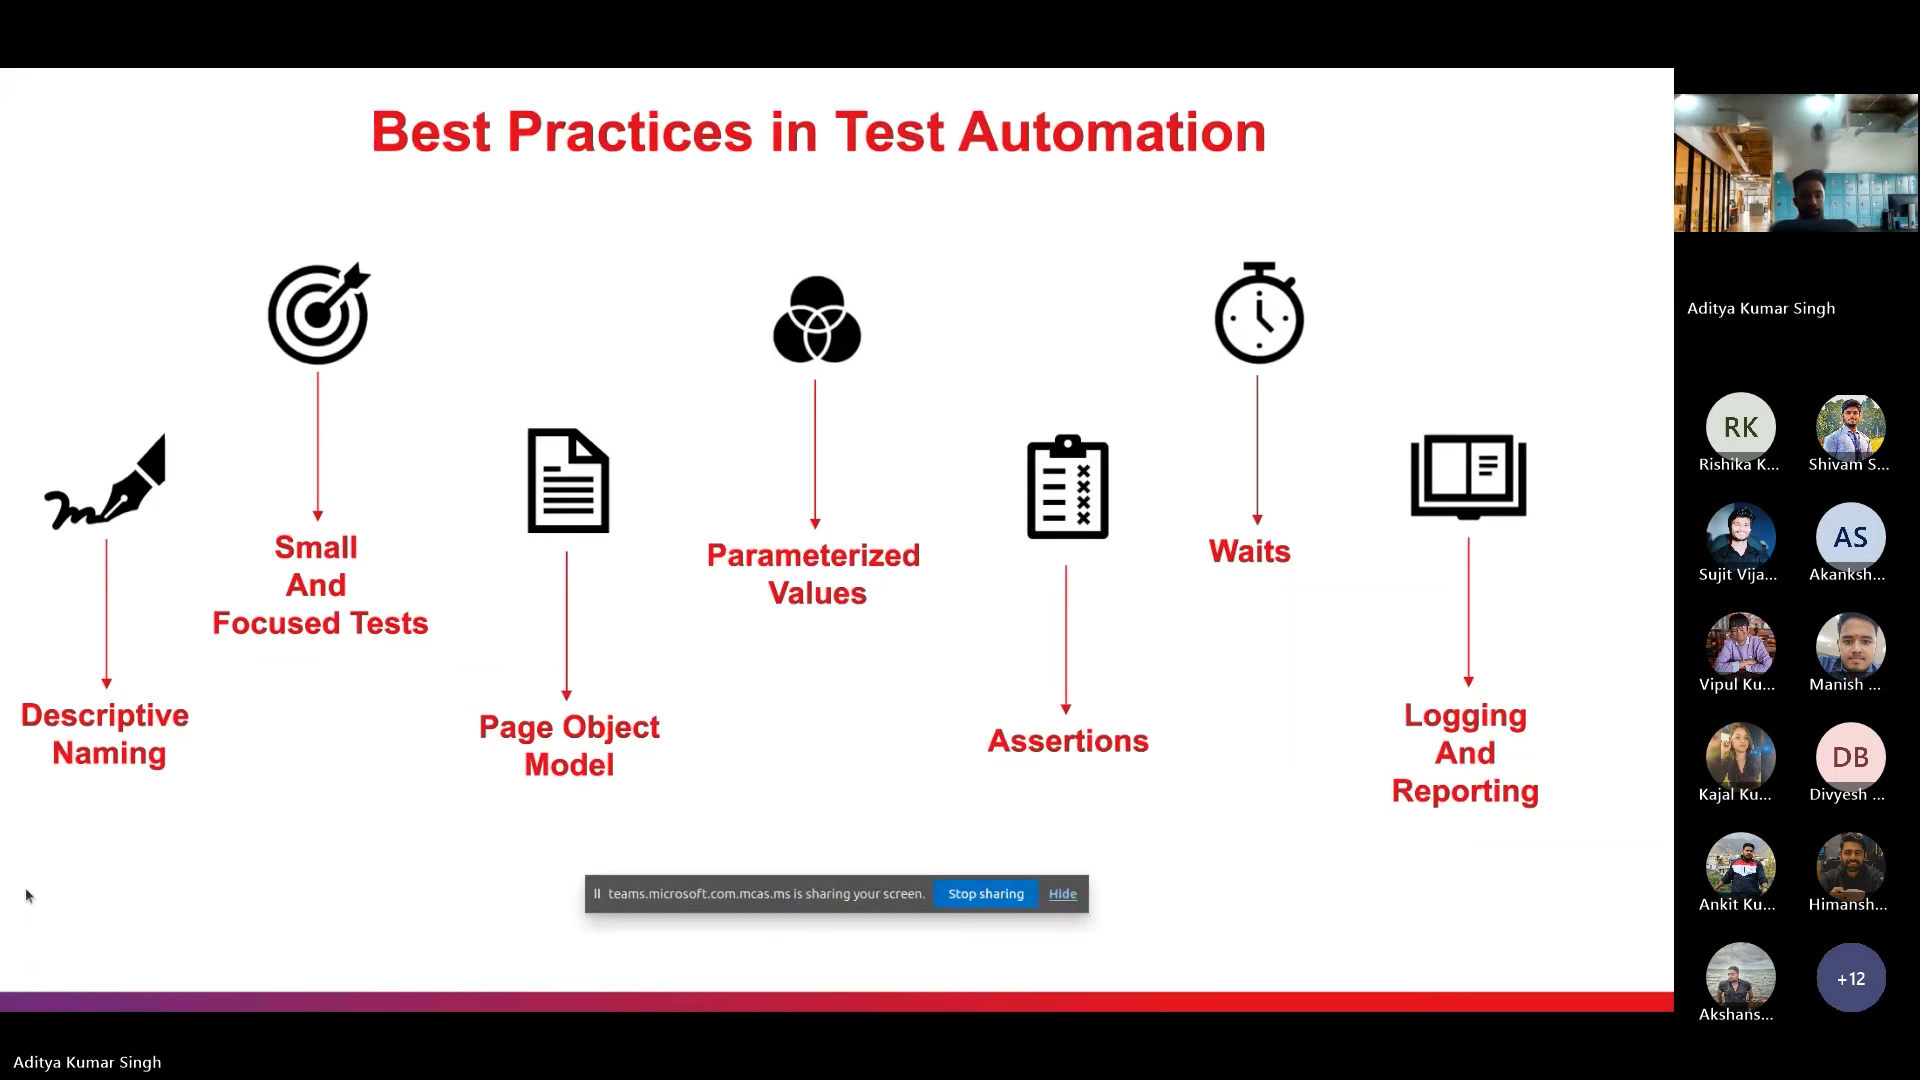 Best Practices in Test Automation
Descriptive
Naming
Small
And
Focused Tests
Page Object
Model
Parameterized
Values
Assertions
Waits
Logging
And
Reporting
teams.microsoft.com.mcas.ms is sharing your screen. Stop sharing Hide
Aditya Kumar Singh
Aditya Kumar Singh
RK
Rishika K...
Shivam S...
Sujit Vija...
AS
Akanksh...
Vipul Ku...
Manish ...
Kajal Ku...
DB
Divyesh ...
Ankit Ku...
Himansh...
Akshans...
+12